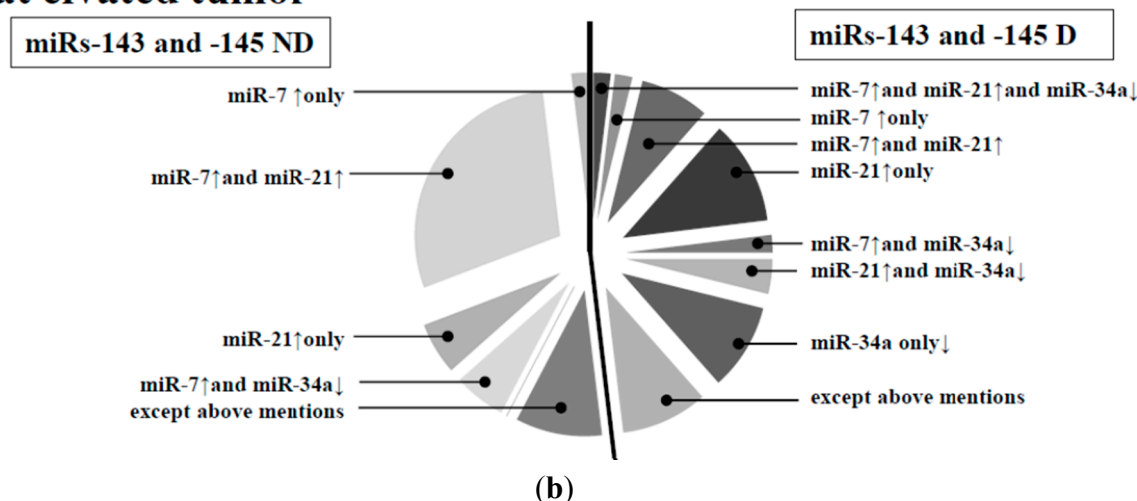 miRs-143 and -145 ND
miR-7 ↑only
miR-7↑and miR-21↑
miR-21↑only
miR-7↑and miR-34a↓
except above mentions
miRs-143 and -145 D
miR-7↑and miR-21↑and miR-34a↓
miR-7 ↑only
miR-7↑and miR-21↑
miR-21↑only
miR-7↑and miR-34a↓
miR-21↑and miR-34a↓
miR-34a only↓
except above mentions
(b)